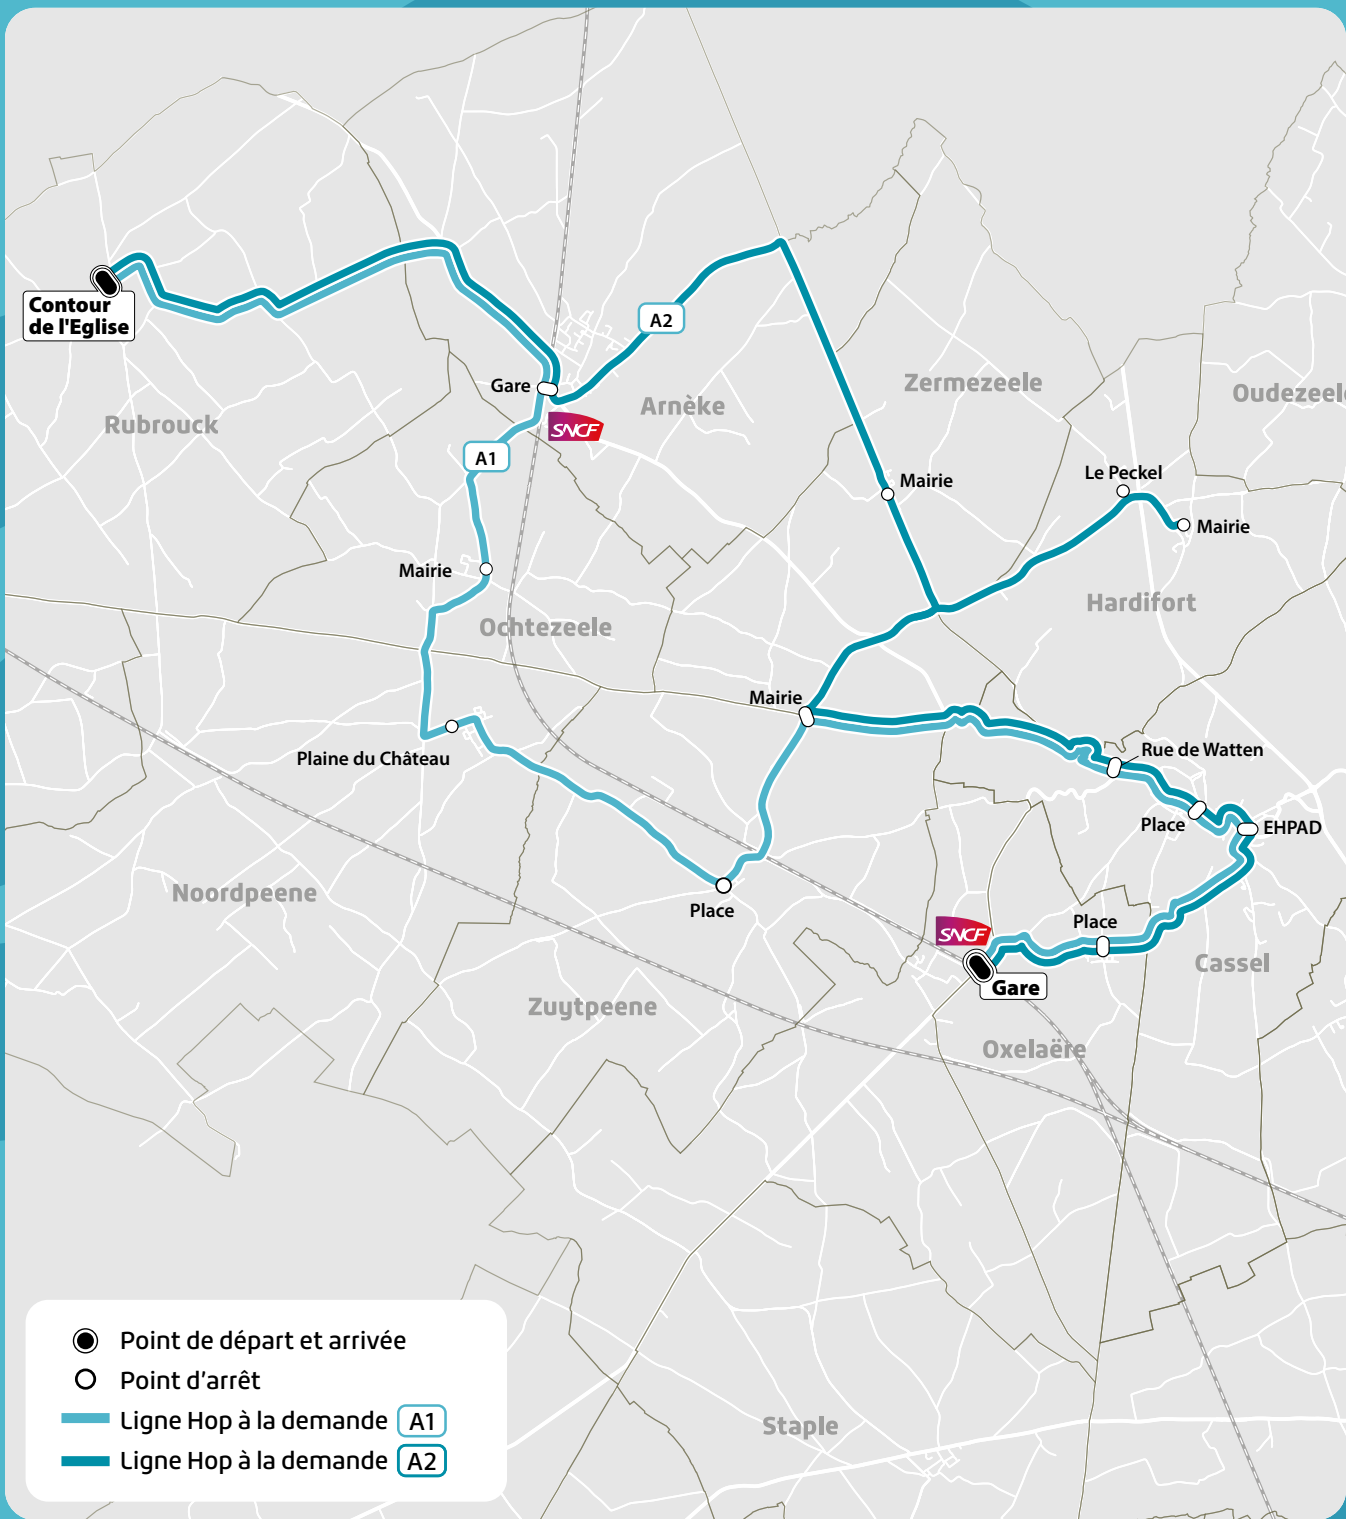 Contour
de l'Eglise
A2
Gare
SNCF
Arnèke
Zermezeele
Rubrouck
A1
Mairie
Le Peckel
Mairie
Mairie
Hardifort
Ochtezeele
Mairie
Plaine du Château
Rue de Watten
Place
EHPAD
Noordpeene
Place
Place
SNCF
Gare
Cassel
Zuytpeene
Oxelaëre
Staple
Point de départ et arrivée
Point d'arrêt
Ligne Hop à la demande A1
Ligne Hop à la demande A2